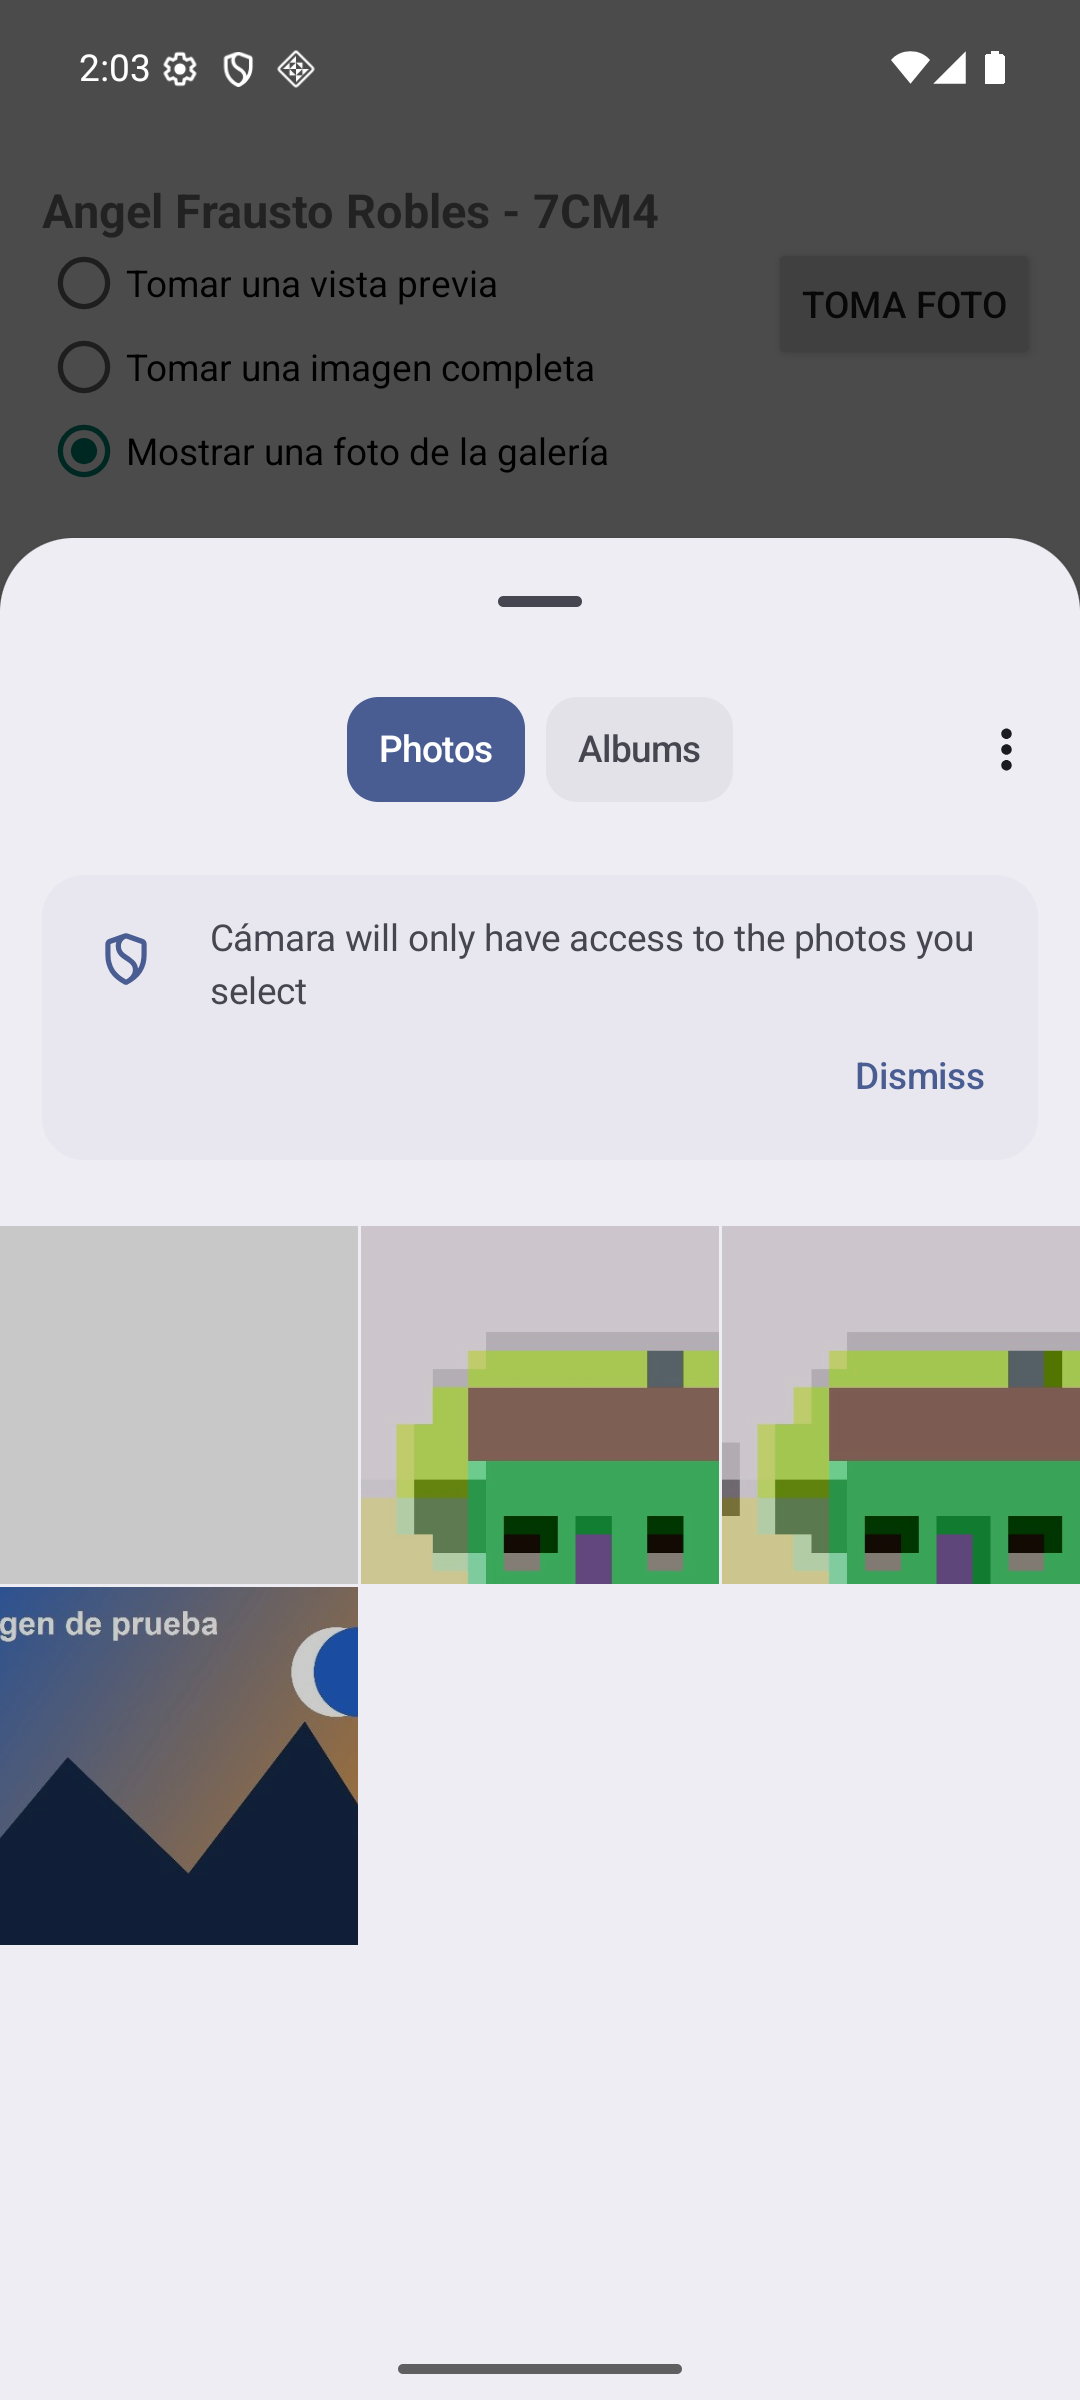 2:03
Angel Frausto Robles - 7CM4
Tomar una vista previa
TOMA FOTO
Tomar una imagen completa
Mostrar una foto de la galería
Photos
Albums
Cámara will only have access to the photos you
select
Dismiss
gen de prueba